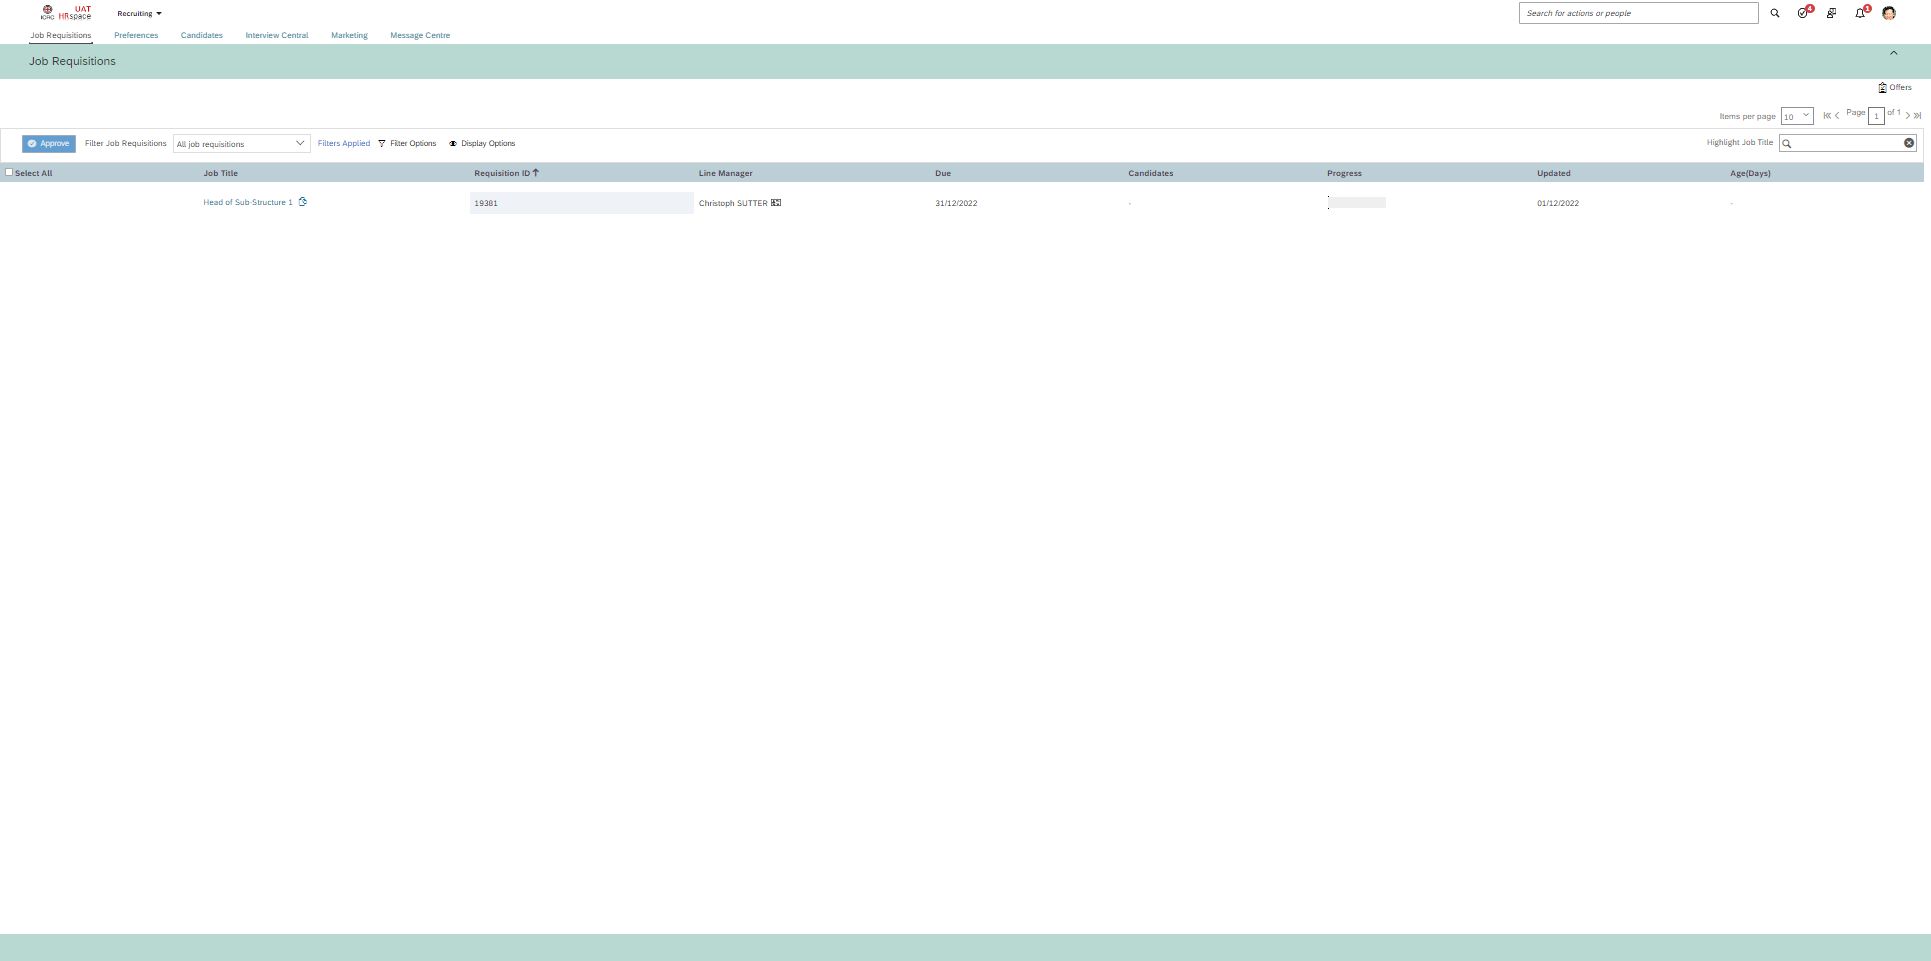 UAT
ICRC HRspace
Recruiting
Search for actions or people
4
1
Job Requisitions Preferences Candidates Interview Central Marketing Message Centre
Job Requisitions
Offers
Items per page 10 Page 1 of 1
Approve Filter Job Requisitions All job requisitions Filters Applied Filter Options Display Options Highlight Job Title
Select All Job Title Requisition ID Line Manager Due Candidates Progress Updated Age(Days)
Head of Sub-Structure 1 19381 Christoph SUTTER 31/12/2022 - 01/12/2022 -